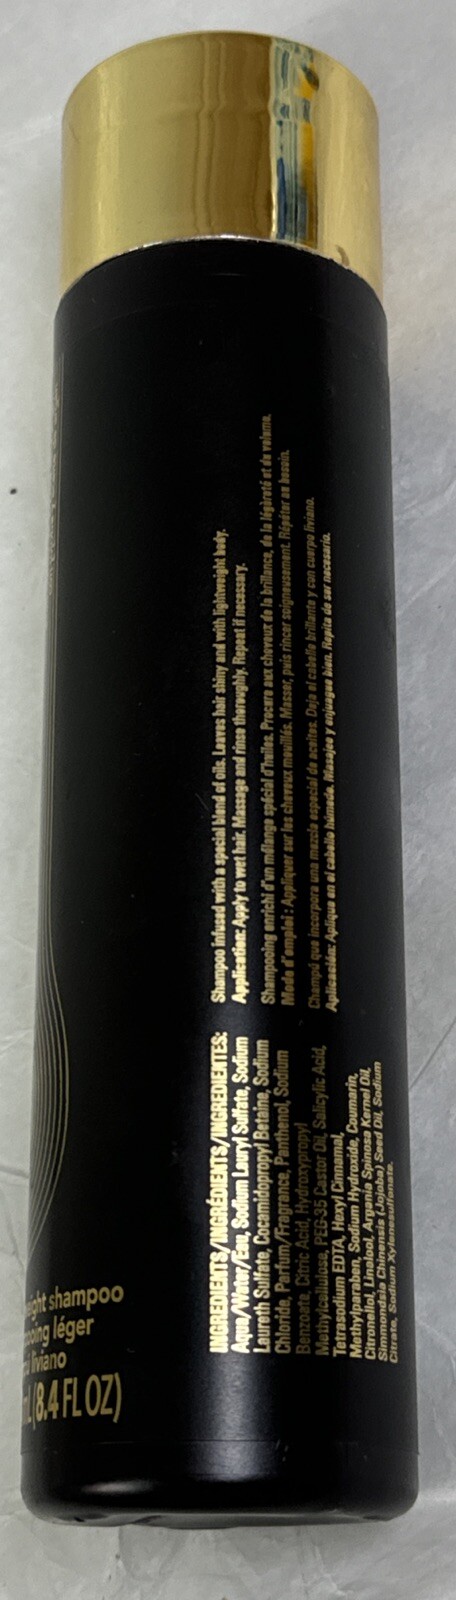 Shampoo infused with a special blend of oils. Leaves hair shiny and with lightweight body.
Application: Apply to wet hair. Massage and rinse thoroughly. Repeat if necessary.
Shampooing enrichi d'un mélange spécial d'huiles. Procure aux cheveux de la brillance, de la légèreté et du volume.
Mode d'emploi : Appliquer sur les cheveux mouillés. Masser, puis rincer soigneusement. Répéter au besoin.
Champú que incorpora una mezcla especial de aceites. Deja el cabello brillante y con cuerpo liviano.
Aplicación: Aplique en el cabello húmedo. Masajee y enjuague bien. Repita de ser necesario.
INGREDIENTS/INGRÉDIENTS/INGREDIENTES:
Aqua/Water/Eau, Sodium Lauryl Sulfate, Sodium
Laureth Sulfate, Cocamidopropyl Betaine, Sodium
Chloride, Parfum/Fragrance, Panthenol, Sodium
Benzoate, Citric Acid, Hydroxypropyl
Methylcellulose, PEG-35 Castor Oil, Salicylic Acid,
Tetrasodium EDTA, Hexyl Cinnamal,
Methylparaben, Sodium Hydroxide, Coumarin,
Citronellol, Linalool, Argania Spinosa Kernel Oil,
Simmondsia Chinensis (Jojoba) Seed Oil, Sodium
Citrate, Sodium Xylenesulfonate.
eight shampoo
ooing léger
ú liviano
mL (8.4 FL OZ)